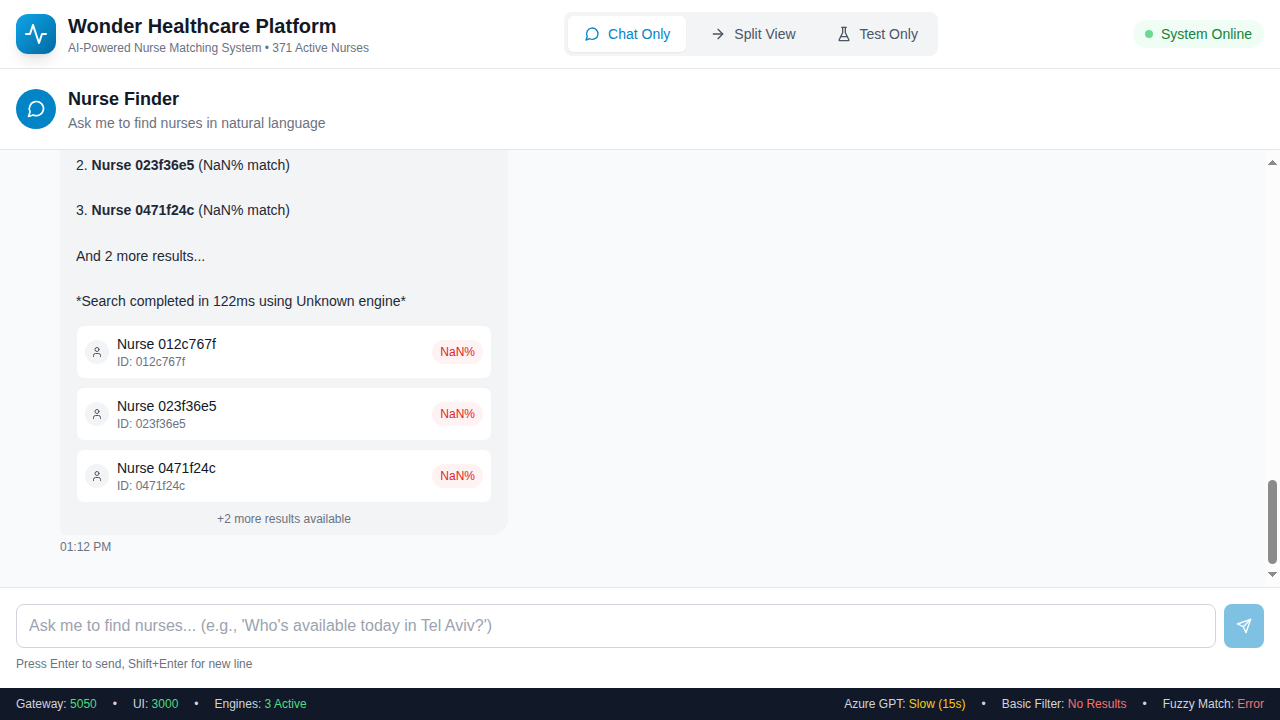 Wonder Healthcare Platform
AI-Powered Nurse Matching System • 371 Active Nurses
Chat Only
Split View
Test Only
System Online
Nurse Finder
Ask me to find nurses in natural language
2. Nurse 023f36e5 (NaN% match)
3. Nurse 0471f24c (NaN% match)
And 2 more results...
*Search completed in 122ms using Unknown engine*
Nurse 012c767f
ID: 012c767f
NaN%
Nurse 023f36e5
ID: 023f36e5
NaN%
Nurse 0471f24c
ID: 0471f24c
NaN%
+2 more results available
01:12 PM
Ask me to find nurses... (e.g., 'Who's available today in Tel Aviv?')
Press Enter to send, Shift+Enter for new line
Gateway: 5050 • UI: 3000 • Engines: 3 Active
Azure GPT: Slow (15s) • Basic Filter: No Results • Fuzzy Match: Error